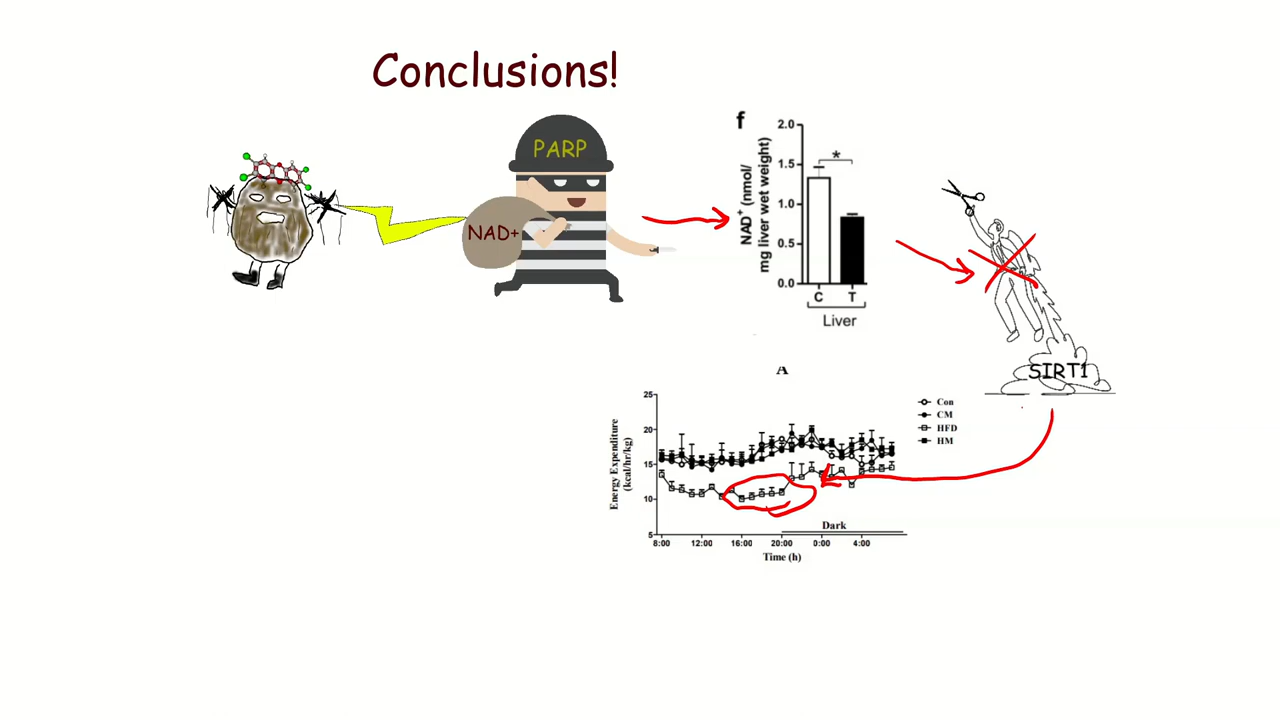 Conclusions!
PARP
NAD+
f
NAD+ (nmol/
mg liver wet weight)
2.0
1.5
1.0
0.5
0.0
*
C T
Liver
SIRT1
A
Energy Expenditure
(kcal/hr/kg)
25
20
15
10
5
Con
CM
HFD
HM
Dark
8:00 12:00 16:00 20:00 0:00 4:00
Time (h)